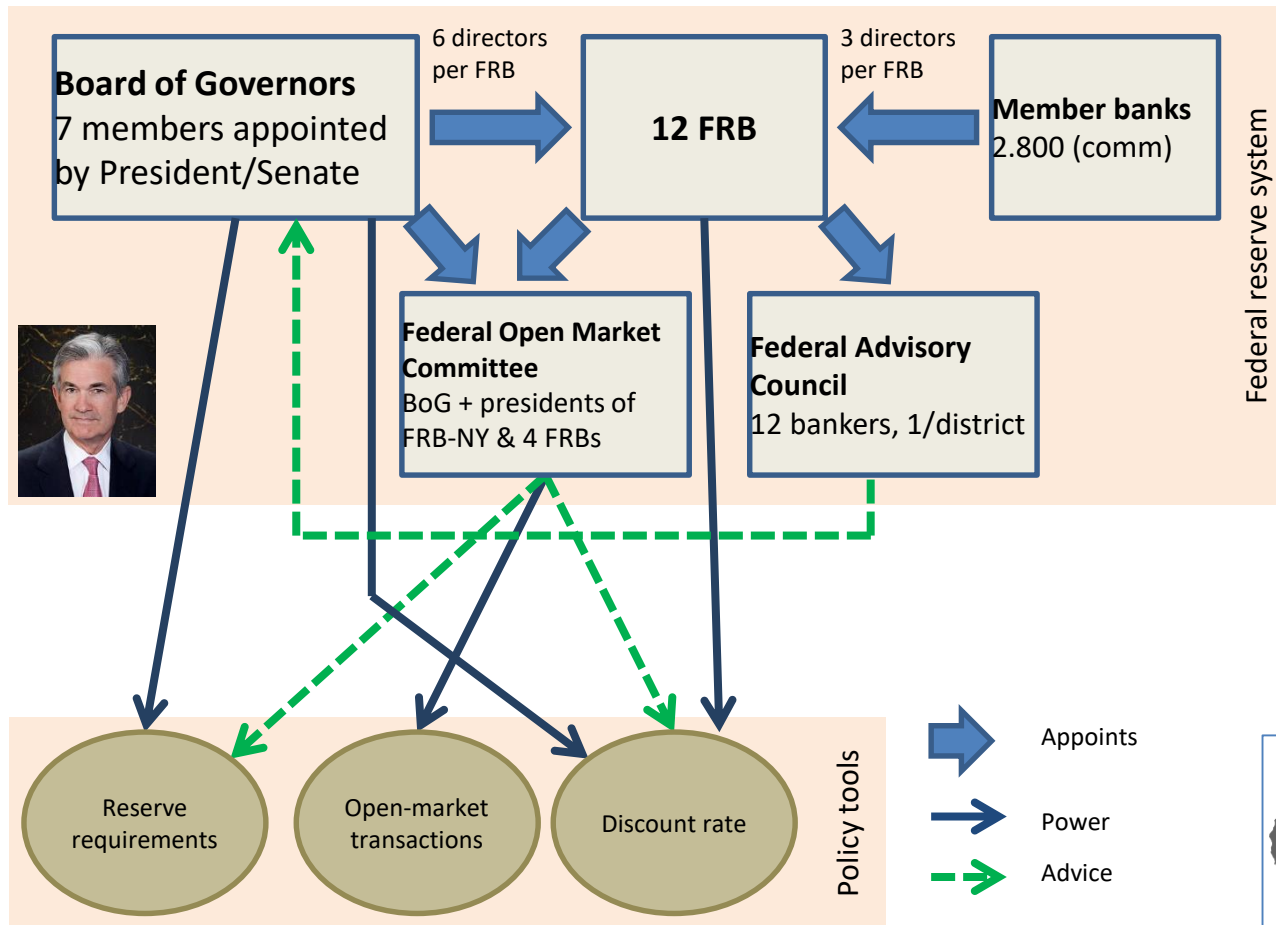 6 directors
per FRB
3 directors
per FRB
Board of Governors
7 members appointed
by President/Senate
12 FRB
Member banks
2.800 (comm)
Federal reserve system
Federal Open Market
Committee
BoG + presidents of
FRB-NY & 4 FRBs
Federal Advisory
Council
12 bankers, 1/district
Reserve
requirements
Open-market
transactions
Discount rate
Policy tools
Appoints
Power
Advice